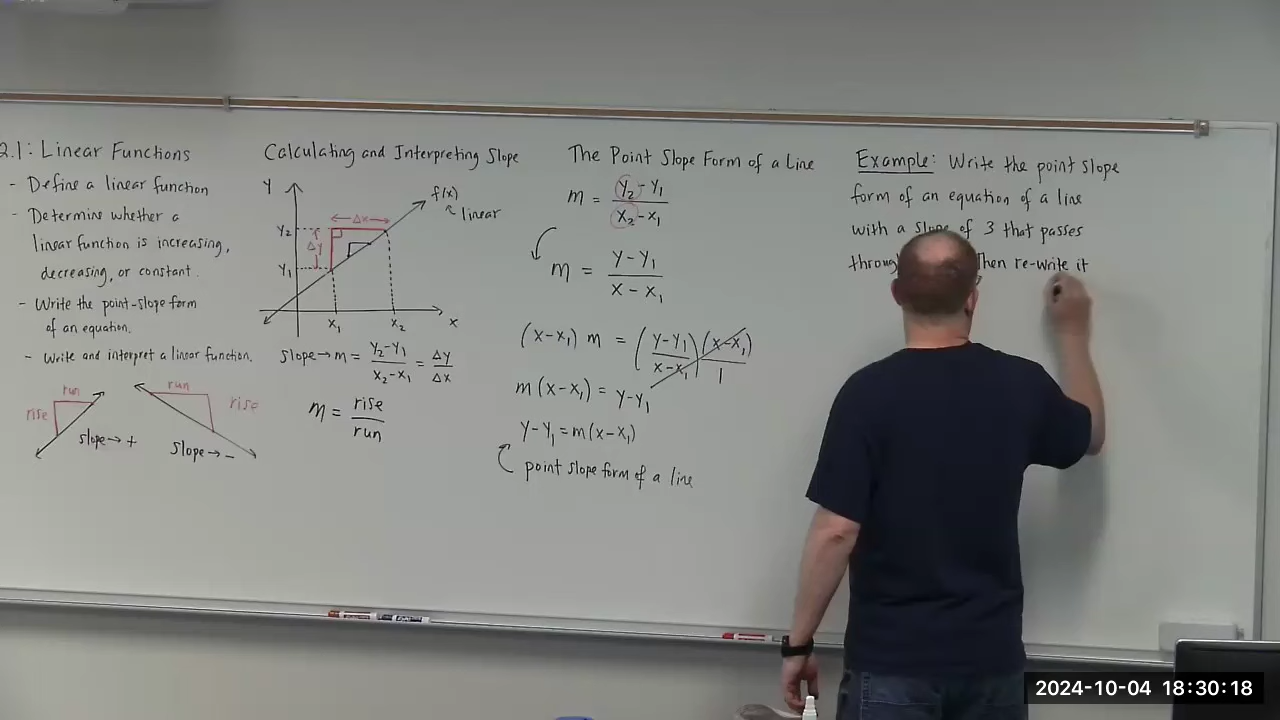 2.1: Linear Functions
- Define a linear function
- Determine whether a
linear function is increasing,
decreasing, or constant.
- Write the point-slope form
of an equation.
- Write and interpret a linear function.
run
rise
slope → +
run
rise
slope → -
Calculating and Interpreting Slope
Y
f(x)
linear
Δx
Y₂
Δy
Y₁
x₁
x₂
x
slope → m = (Y₂-Y₁)/(x₂-x₁) = Δy/Δx
m = rise/run
The Point Slope Form of a Line
m = (Y₂-Y₁)/(x₂-x₁)
m = (y-y₁)/(x-x₁)
(x-x₁) m = ((y-y₁)/(x-x₁)) (x-x₁)/1
m(x-x₁) = y-y₁
y-y₁ = m(x-x₁)
point slope form of a line
Example: Write the point slope
form of an equation of a line
with a slope of 3 that passes
throug Then re-write it
2024-10-04 18:30:18